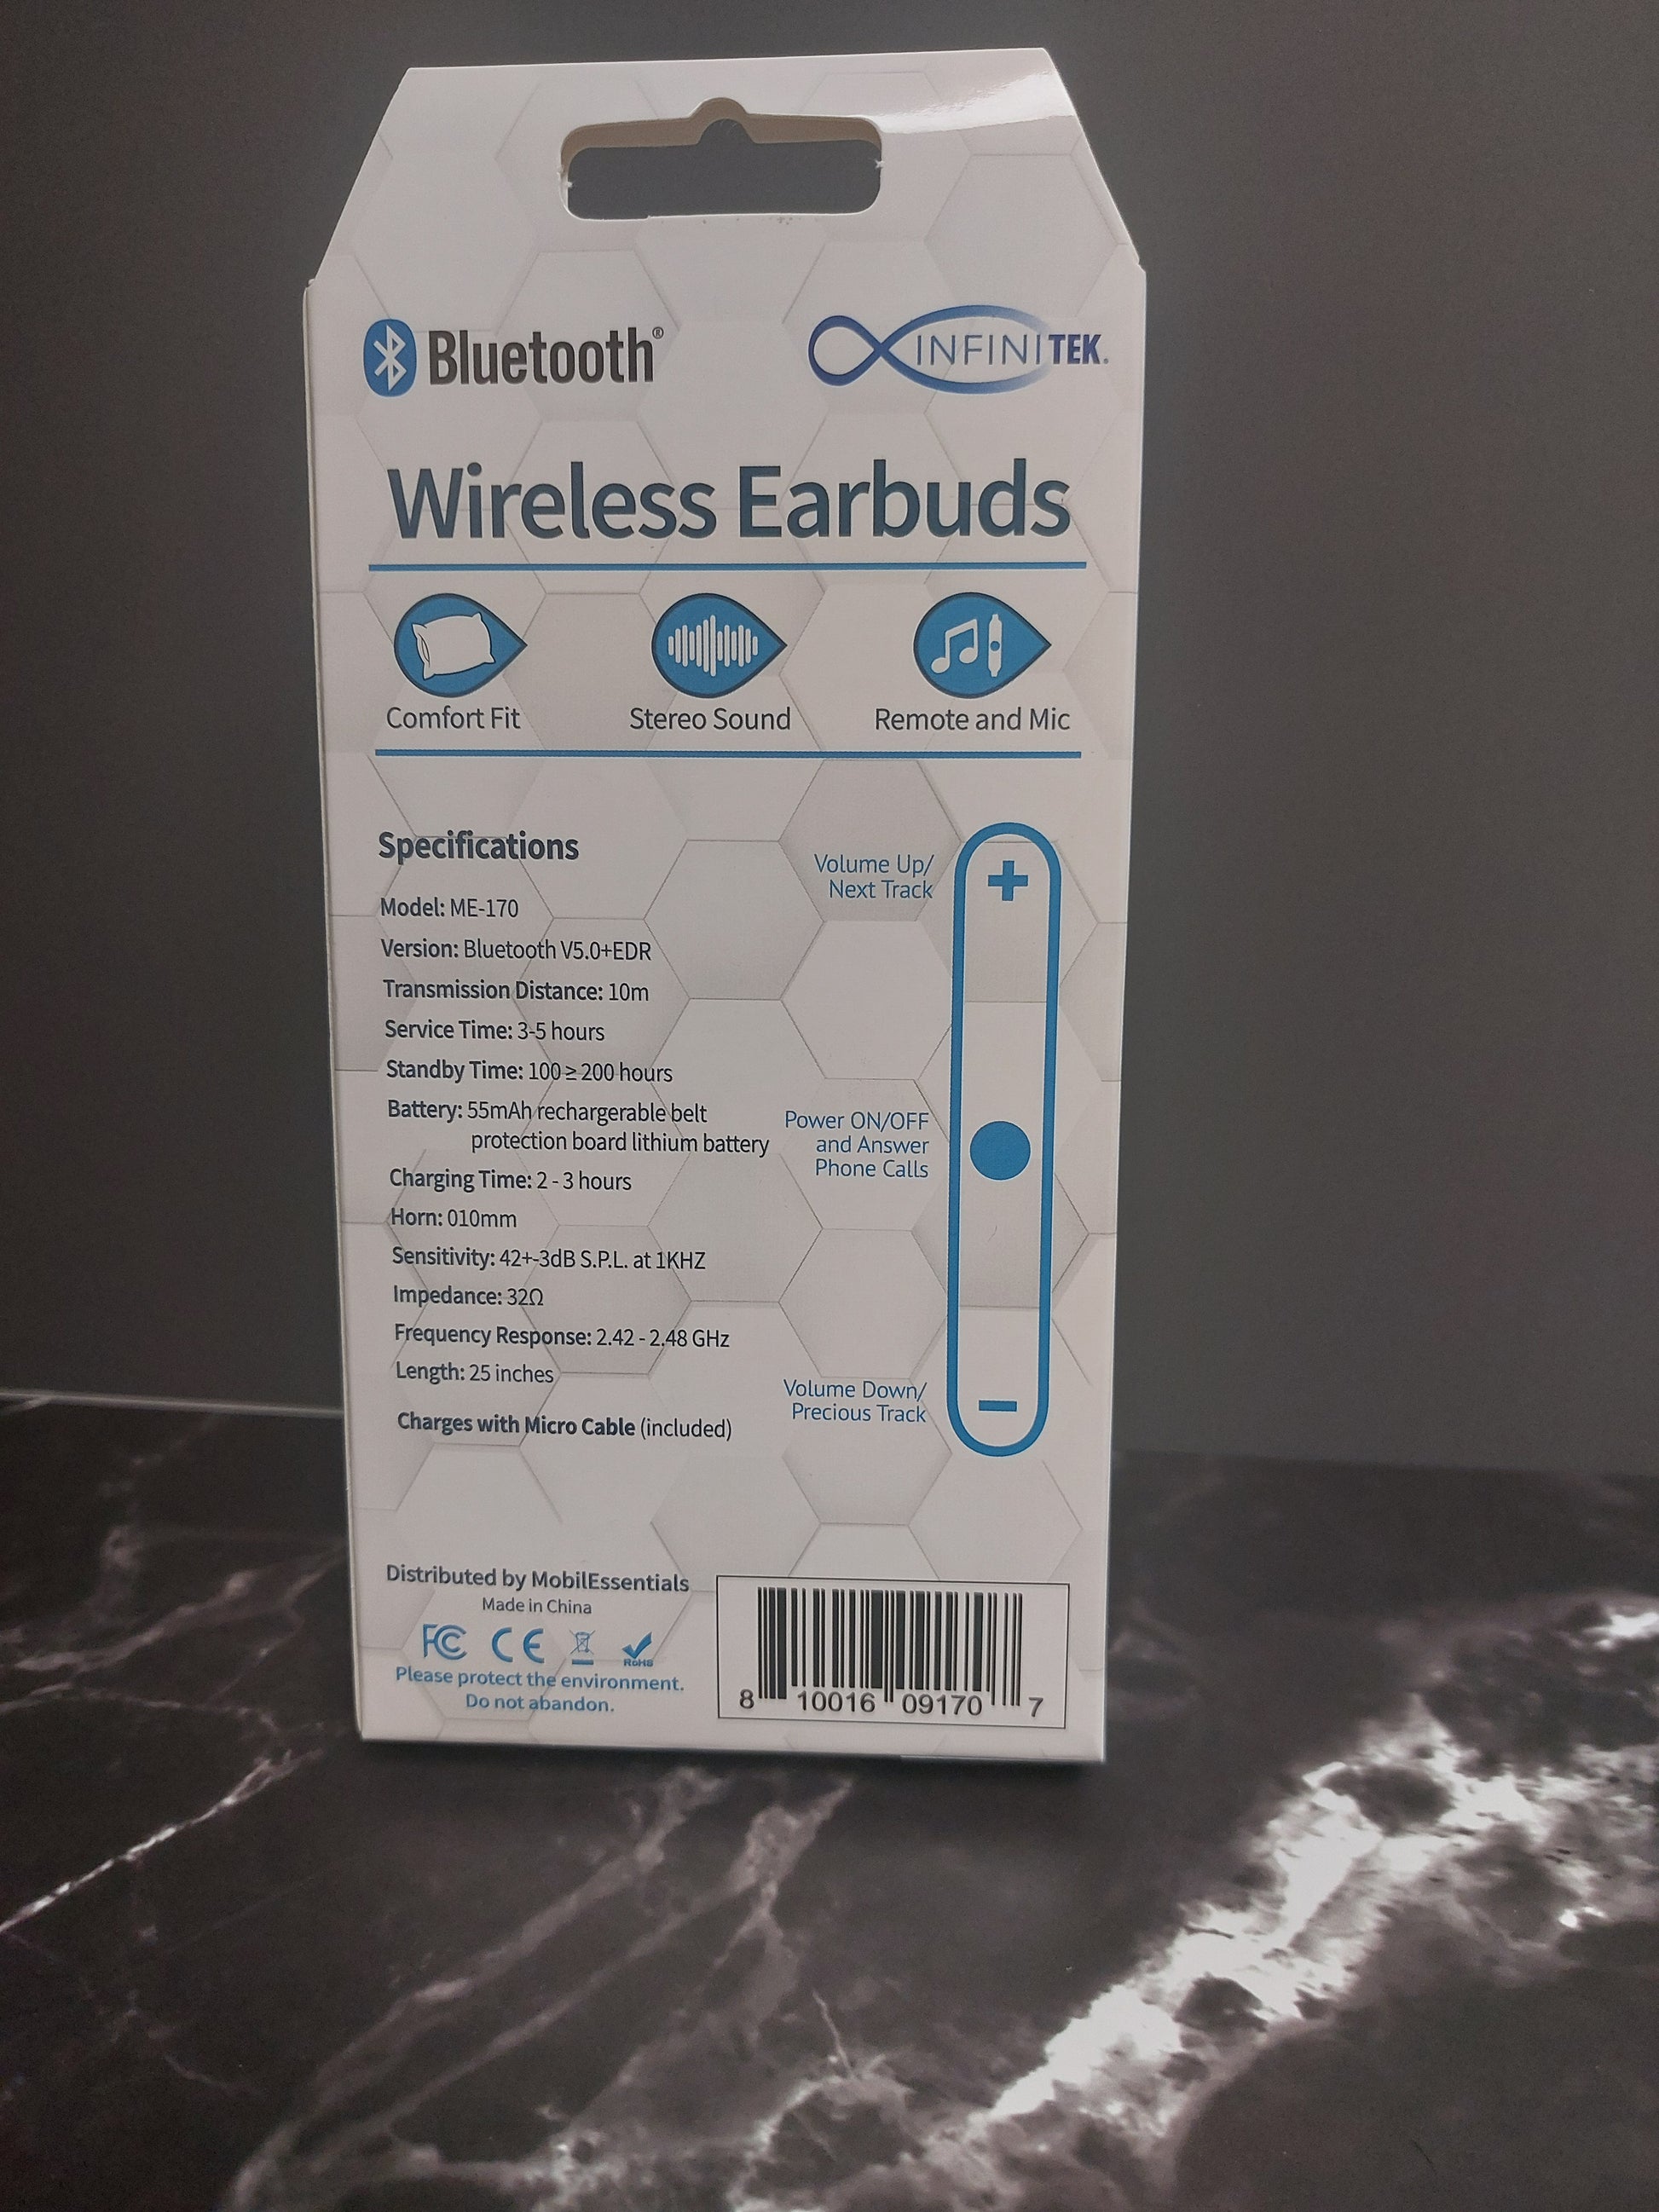 Bluetooth®
INFINITEK®
Wireless Earbuds
Comfort Fit
Stereo Sound
Remote and Mic
Specifications
Model: ME-170
Version: Bluetooth V5.0+EDR
Transmission Distance: 10m
Service Time: 3-5 hours
Standby Time: 100 ≥ 200 hours
Battery: 55mAh rechargerable belt
protection board lithium battery
Charging Time: 2 - 3 hours
Horn: 010mm
Sensitivity: 42+-3dB S.P.L. at 1KHZ
Impedance: 32Ω
Frequency Response: 2.42 - 2.48 GHz
Length: 25 inches
Charges with Micro Cable (included)
Volume Up/
Next Track
+
Power ON/OFF
and Answer
Phone Calls
Volume Down/
Precious Track
−
Distributed by MobilEssentials
Made in China
FC CE RoHS
Please protect the environment.
Do not abandon.
8 10016 09170 7